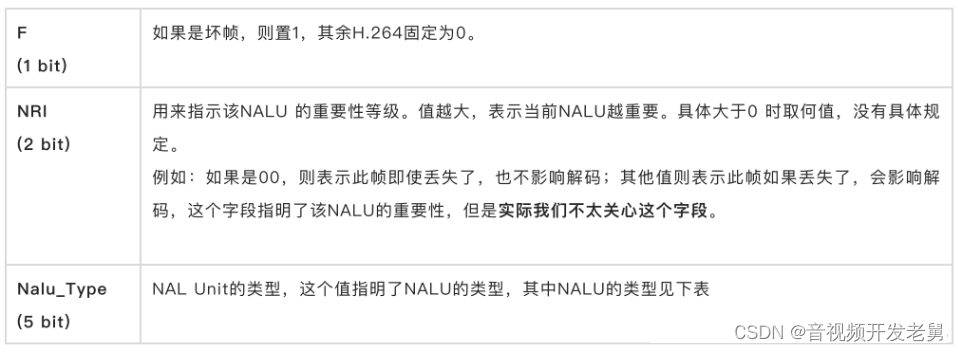 F
(1 bit)
如果是坏帧，则置1，其余H.264固定为0。
NRI
(2 bit)
用来指示该NALU 的重要性等级。值越大，表示当前NALU越重要。具体大于0 时取何值，没有具体规
定。
例如：如果是00，则表示此帧即使丢失了，也不影响解码；其他值则表示此帧如果丢失了，会影响解
码，这个字段指明了该NALU的重要性，但是实际我们不太关心这个字段。
Nalu_Type
(5 bit)
NAL Unit的类型，这个值指明了NALU的类型，其中NALU的类型见下表
CSDN @音视频开发老舅